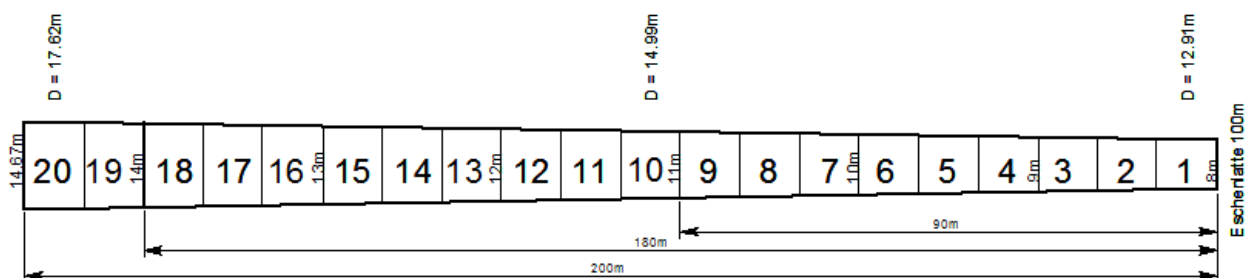 D = 17.62m
D = 14.99m
D = 12.91m
14.67m 20 19 14m 18 17 16 13m 15 14 13 12m 12 11 10 11m 9 8 7 10m 6 5 4 9m 3 2 1 8m
Eschenlatte 100m
90m
180m
200m